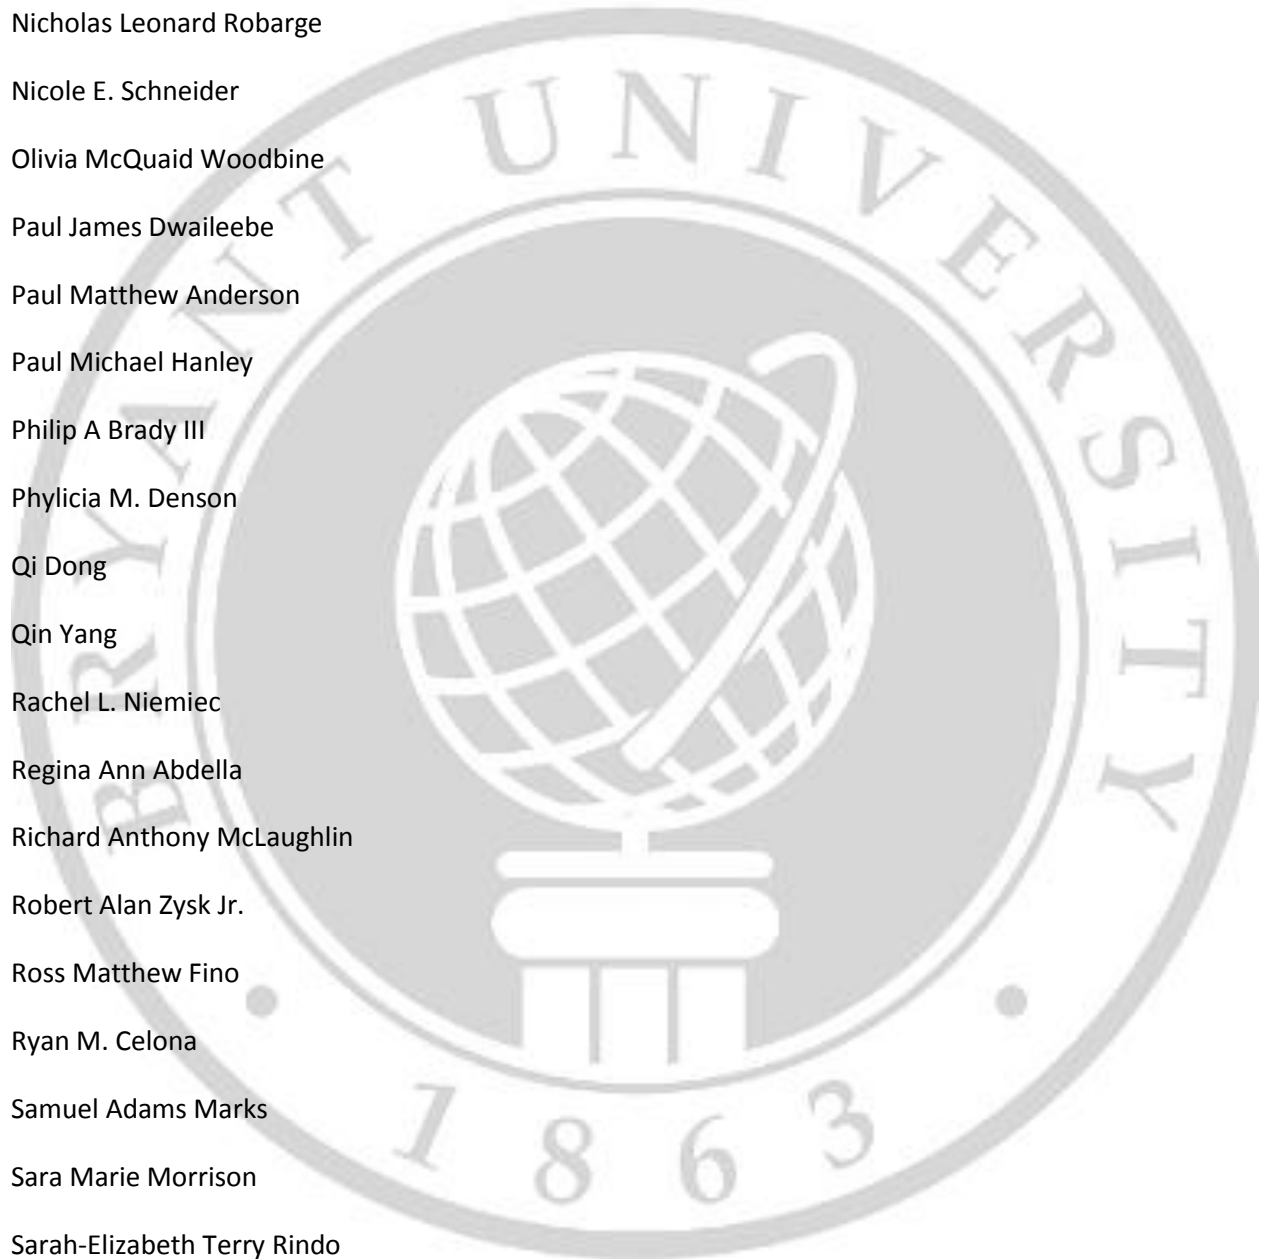 Nicholas Leonard Robarge
Nicole E. Schneider
Olivia McQuaid Woodbine
Paul James Dwaileebe
Paul Matthew Anderson
Paul Michael Hanley
Philip A Brady III
Phylicia M. Denson
Qi Dong
Qin Yang
Rachel L. Niemiec
Regina Ann Abdella
Richard Anthony McLaughlin
Robert Alan Zysk Jr.
Ross Matthew Fino
Ryan M. Celona
Samuel Adams Marks
Sara Marie Morrison
Sarah-Elizabeth Terry Rindo
BRYANT UNIVERSITY
1863